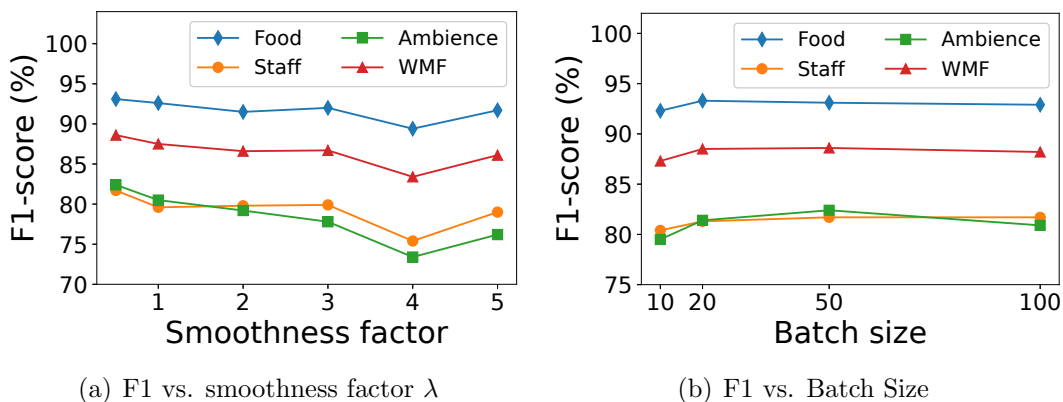 F1-score (%)
100
95
90
85
80
75
70
Food
Staff
Ambience
WMF
1 2 3 4 5
Smoothness factor
(a) F1 vs. smoothness factor λ
F1-score (%)
100
95
90
85
80
75
Food
Staff
Ambience
WMF
10 20 50 100
Batch size
(b) F1 vs. Batch Size